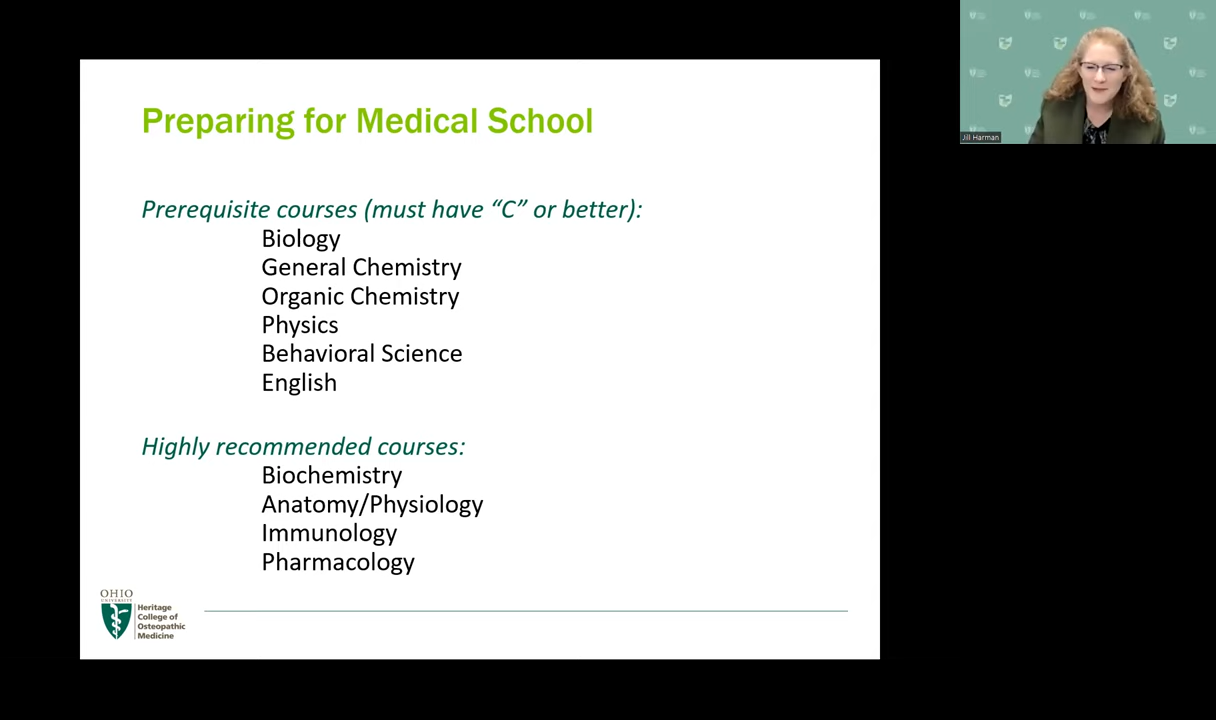 Preparing for Medical School
Prerequisite courses (must have “C” or better):
Biology
General Chemistry
Organic Chemistry
Physics
Behavioral Science
English
Highly recommended courses:
Biochemistry
Anatomy/Physiology
Immunology
Pharmacology
OHIO
UNIVERSITY
Heritage
College of
Osteopathic
Medicine
Jill Harman